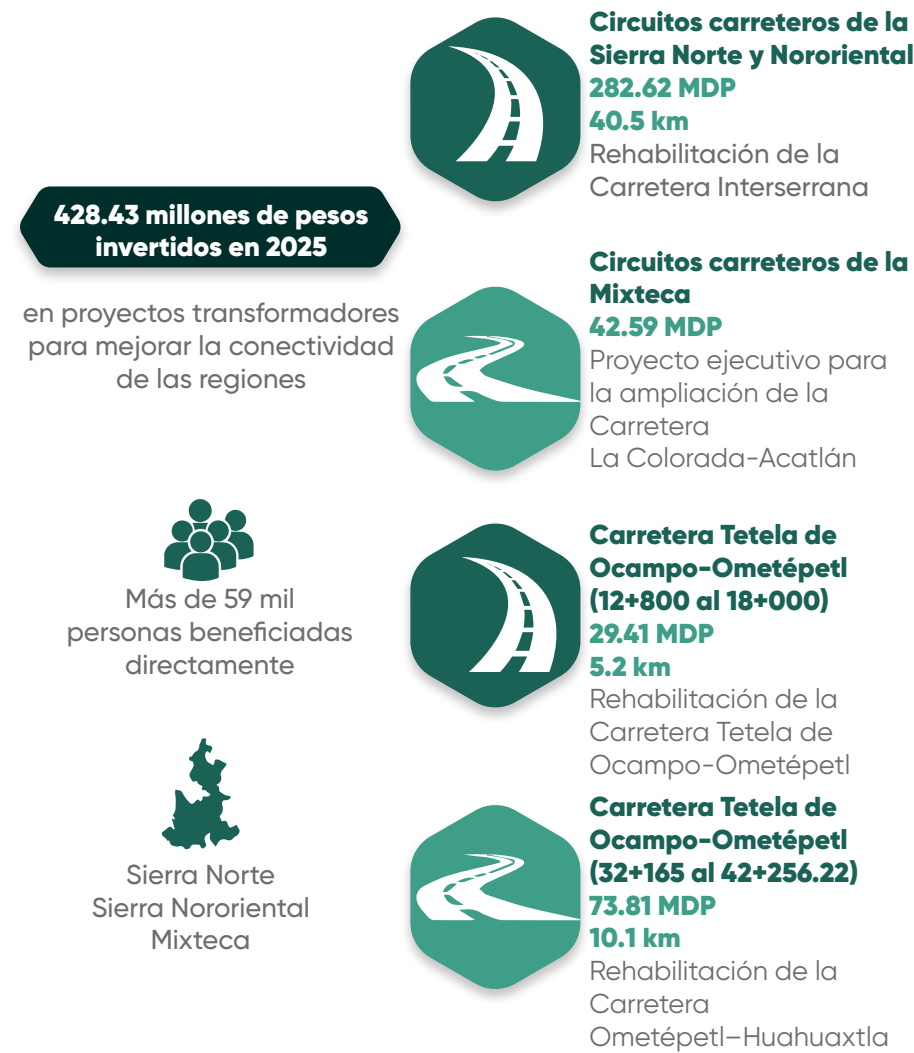 428.43 millones de pesos
invertidos en 2025
en proyectos transformadores
para mejorar la conectividad
de las regiones
Más de 59 mil
personas beneficiadas
directamente
Sierra Norte
Sierra Nororiental
Mixteca
Circuitos carreteros de la
Sierra Norte y Nororiental
282.62 MDP
40.5 km
Rehabilitación de la
Carretera Interserrana
Circuitos carreteros de la
Mixteca
42.59 MDP
Proyecto ejecutivo para
la ampliación de la
Carretera
La Colorada-Acatlán
Carretera Tetela de
Ocampo-Ometépetl
(12+800 al 18+000)
29.41 MDP
5.2 km
Rehabilitación de la
Carretera Tetela de
Ocampo-Ometépetl
Carretera Tetela de
Ocampo-Ometépetl
(32+165 al 42+256.22)
73.81 MDP
10.1 km
Rehabilitación de la
Carretera
Ometépetl–Huahuaxtla